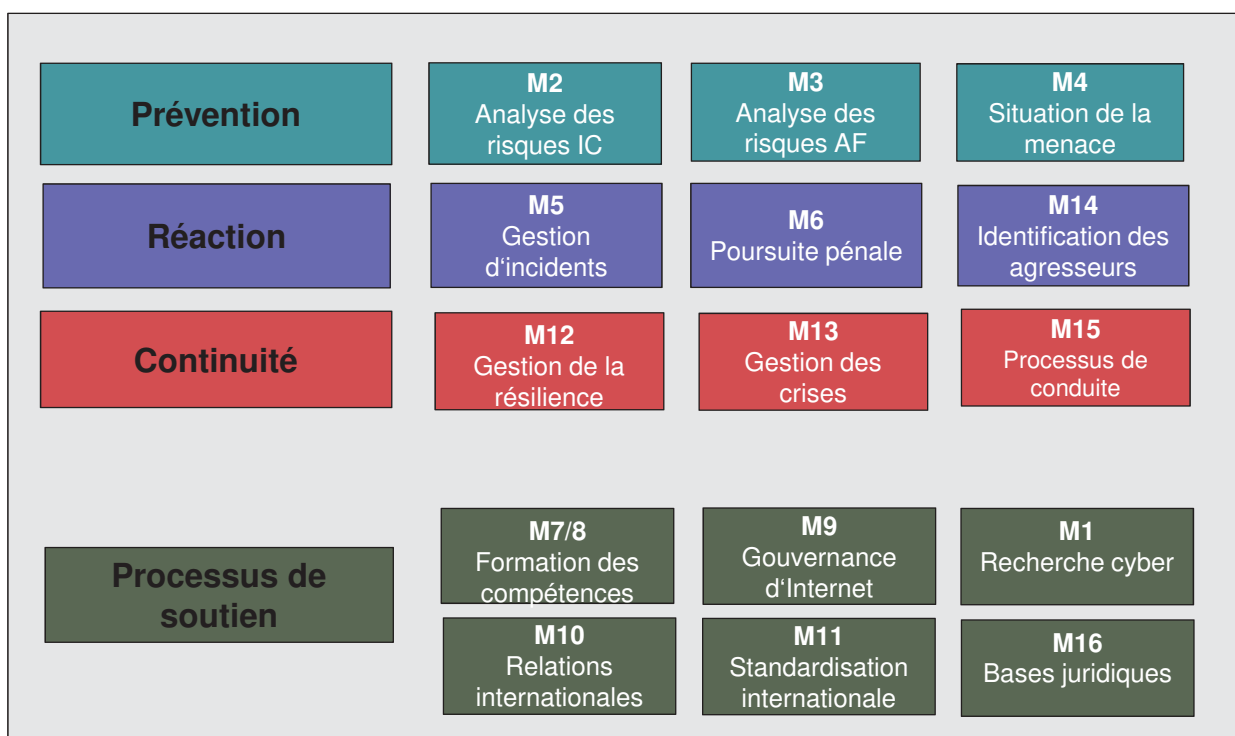 Prévention
M2
Analyse des
risques IC
M3
Analyse des
risques AF
M4
Situation de la
menace
Réaction
M5
Gestion
d‘incidents
M6
Poursuite pénale
M14
Identification des
agresseurs
Continuité
M12
Gestion de la
résilience
M13
Gestion des
crises
M15
Processus de
conduite
Processus de
soutien
M7/8
Formation des
compétences
M9
Gouvernance
d‘Internet
M1
Recherche cyber
M10
Relations
internationales
M11
Standardisation
internationale
M16
Bases juridiques